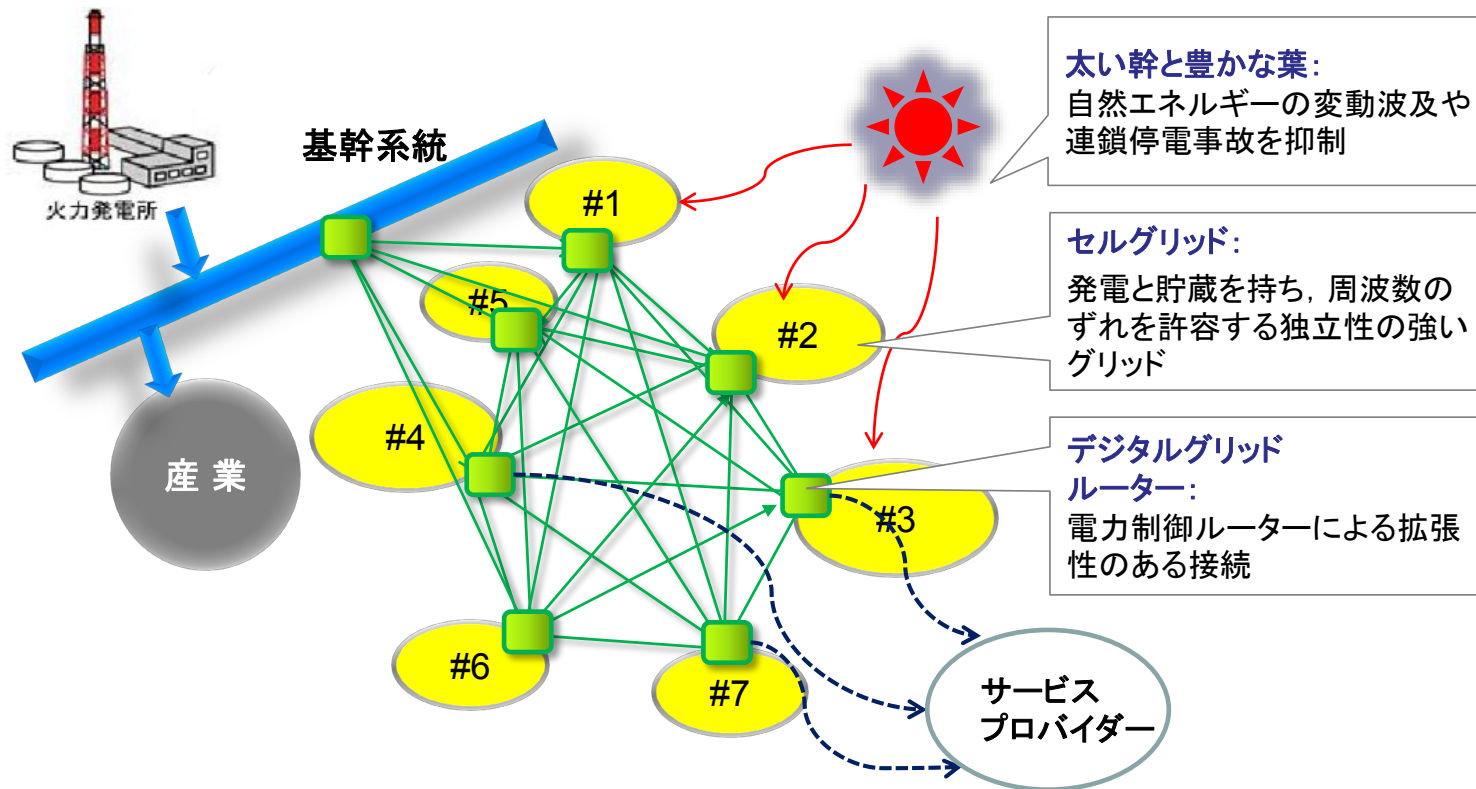 火力発電所
基幹系統
産 業
#1
#5
#2
#4
#3
#6
#7
太い幹と豊かな葉：
自然エネルギーの変動波及や
連鎖停電事故を抑制
セルグリッド：
発電と貯蔵を持ち，周波数の
ずれを許容する独立性の強い
グリッド
デジタルグリッド
ルーター：
電力制御ルーターによる拡張
性のある接続
サービス
プロバイダー